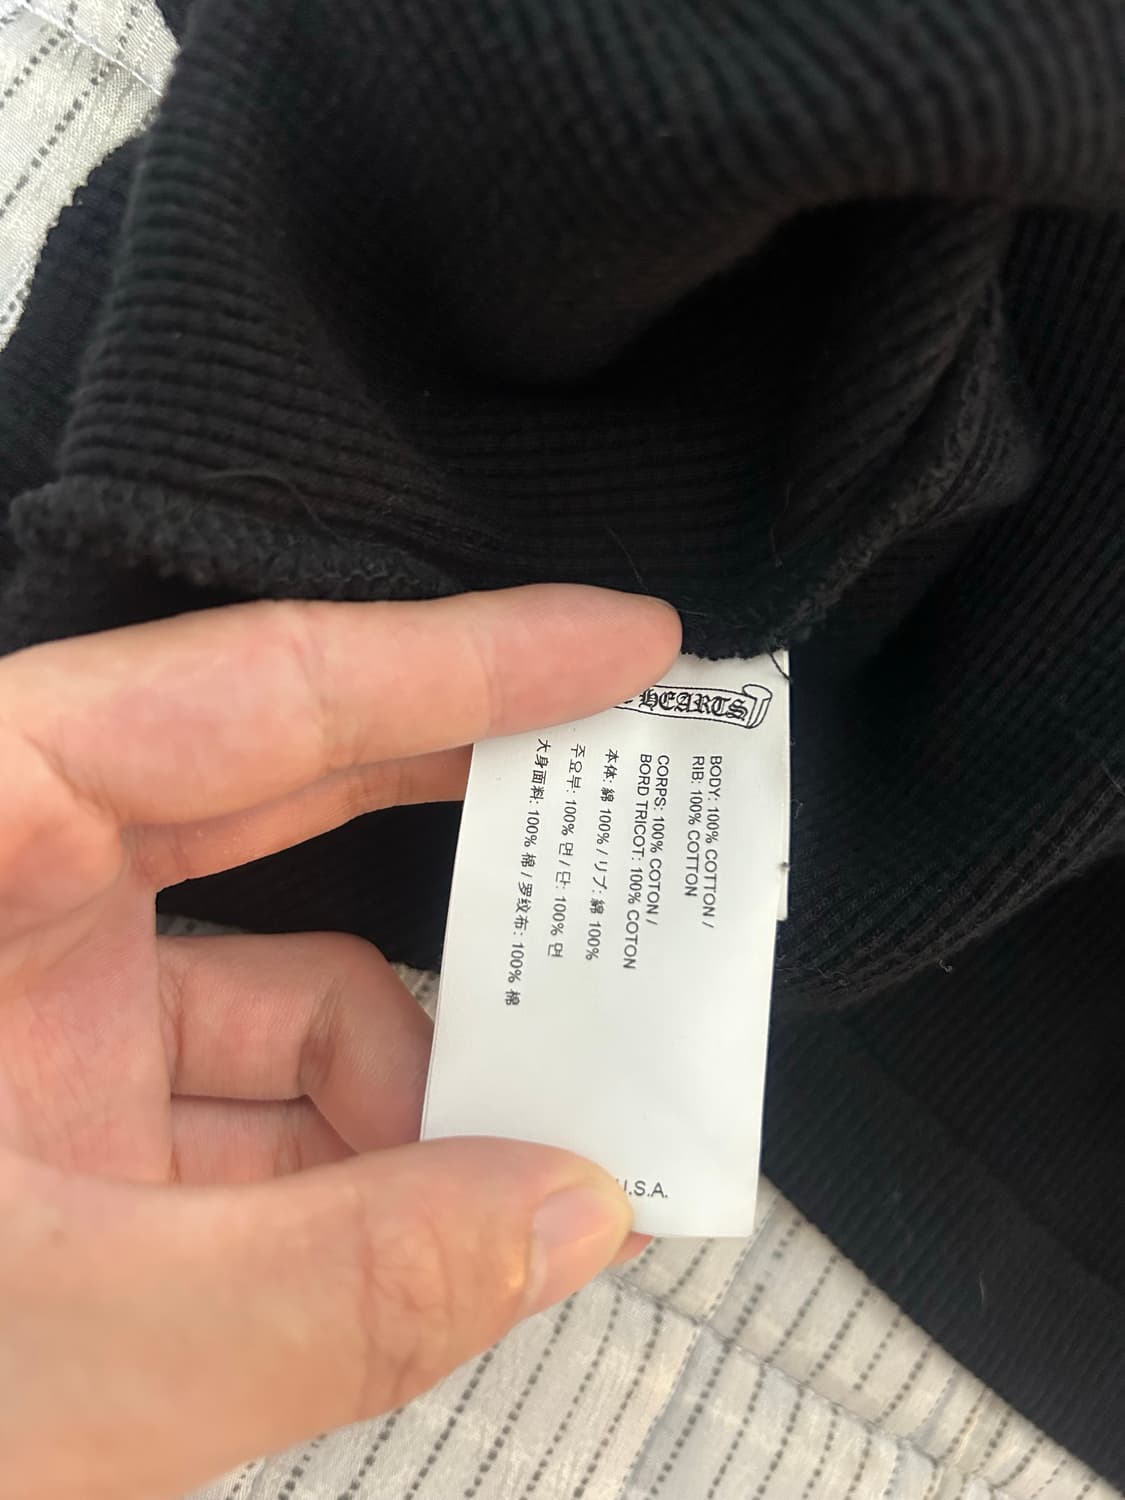 HEARTS
BODY: 100% COTTON /
RIB: 100% COTTON
CORPS: 100% COTON /
BORD TRICOT: 100% COTON
本体: 綿 100% / リブ: 綿 100%
주요부: 100% 면 / 단: 100% 면
大身面料: 100% 棉 / 罗纹布: 100% 棉
U.S.A.